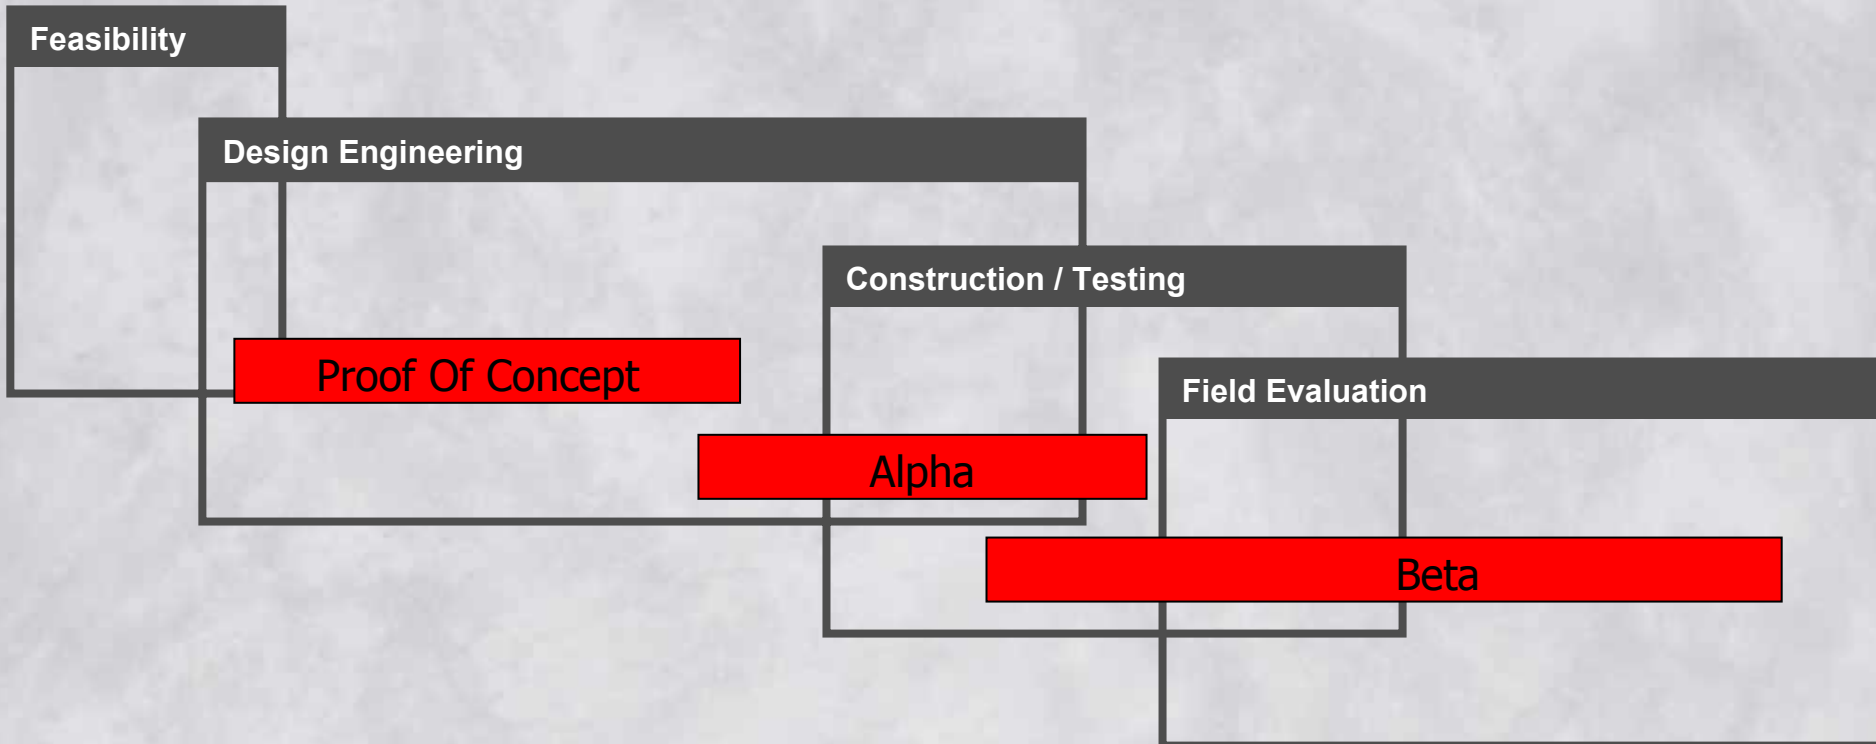 Feasibility
Design Engineering
Construction / Testing
Proof Of Concept
Field Evaluation
Alpha
Beta